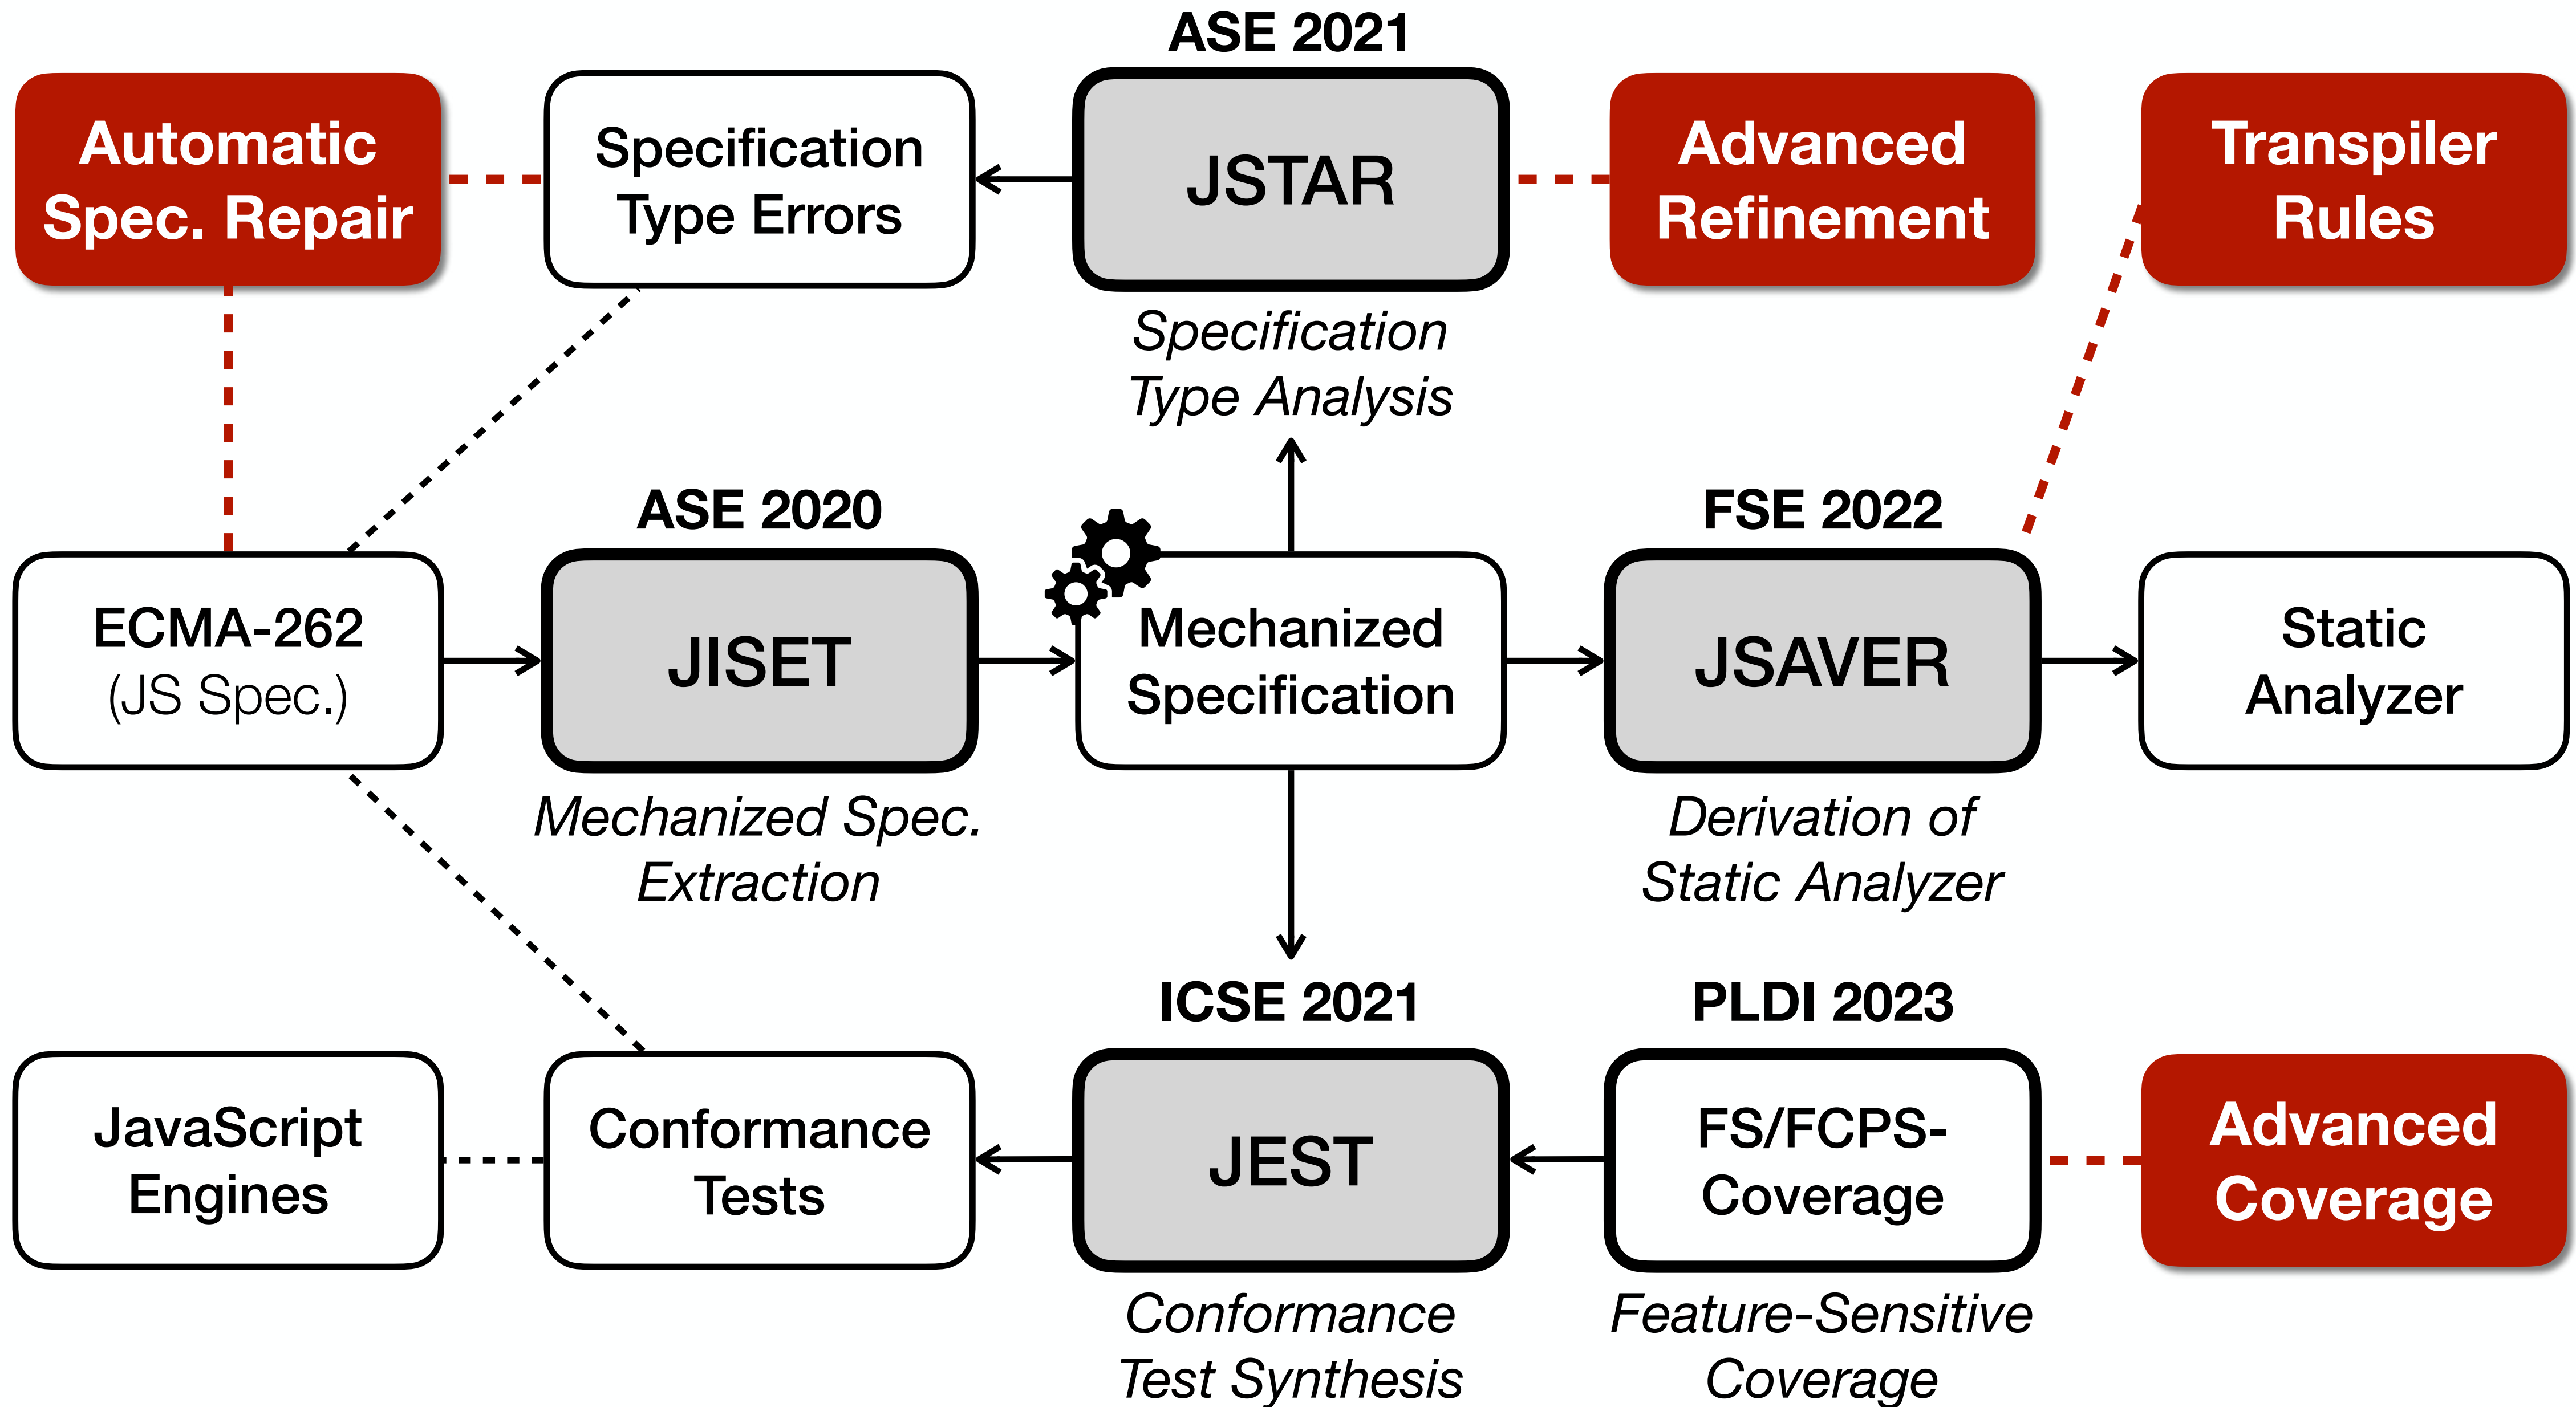 ASE 2021
Automatic
Spec. Repair
Specification
Type Errors
JSTAR
Advanced
Refinement
Transpiler
Rules
Specification
Type Analysis
ASE 2020
FSE 2022
ECMA-262
(JS Spec.)
JISET
Mechanized
Specification
JSAVER
Static
Analyzer
Mechanized Spec.
Extraction
Derivation of
Static Analyzer
ICSE 2021
PLDI 2023
JavaScript
Engines
Conformance
Tests
JEST
FS/FCPS-
Coverage
Advanced
Coverage
Conformance
Test Synthesis
Feature-Sensitive
Coverage